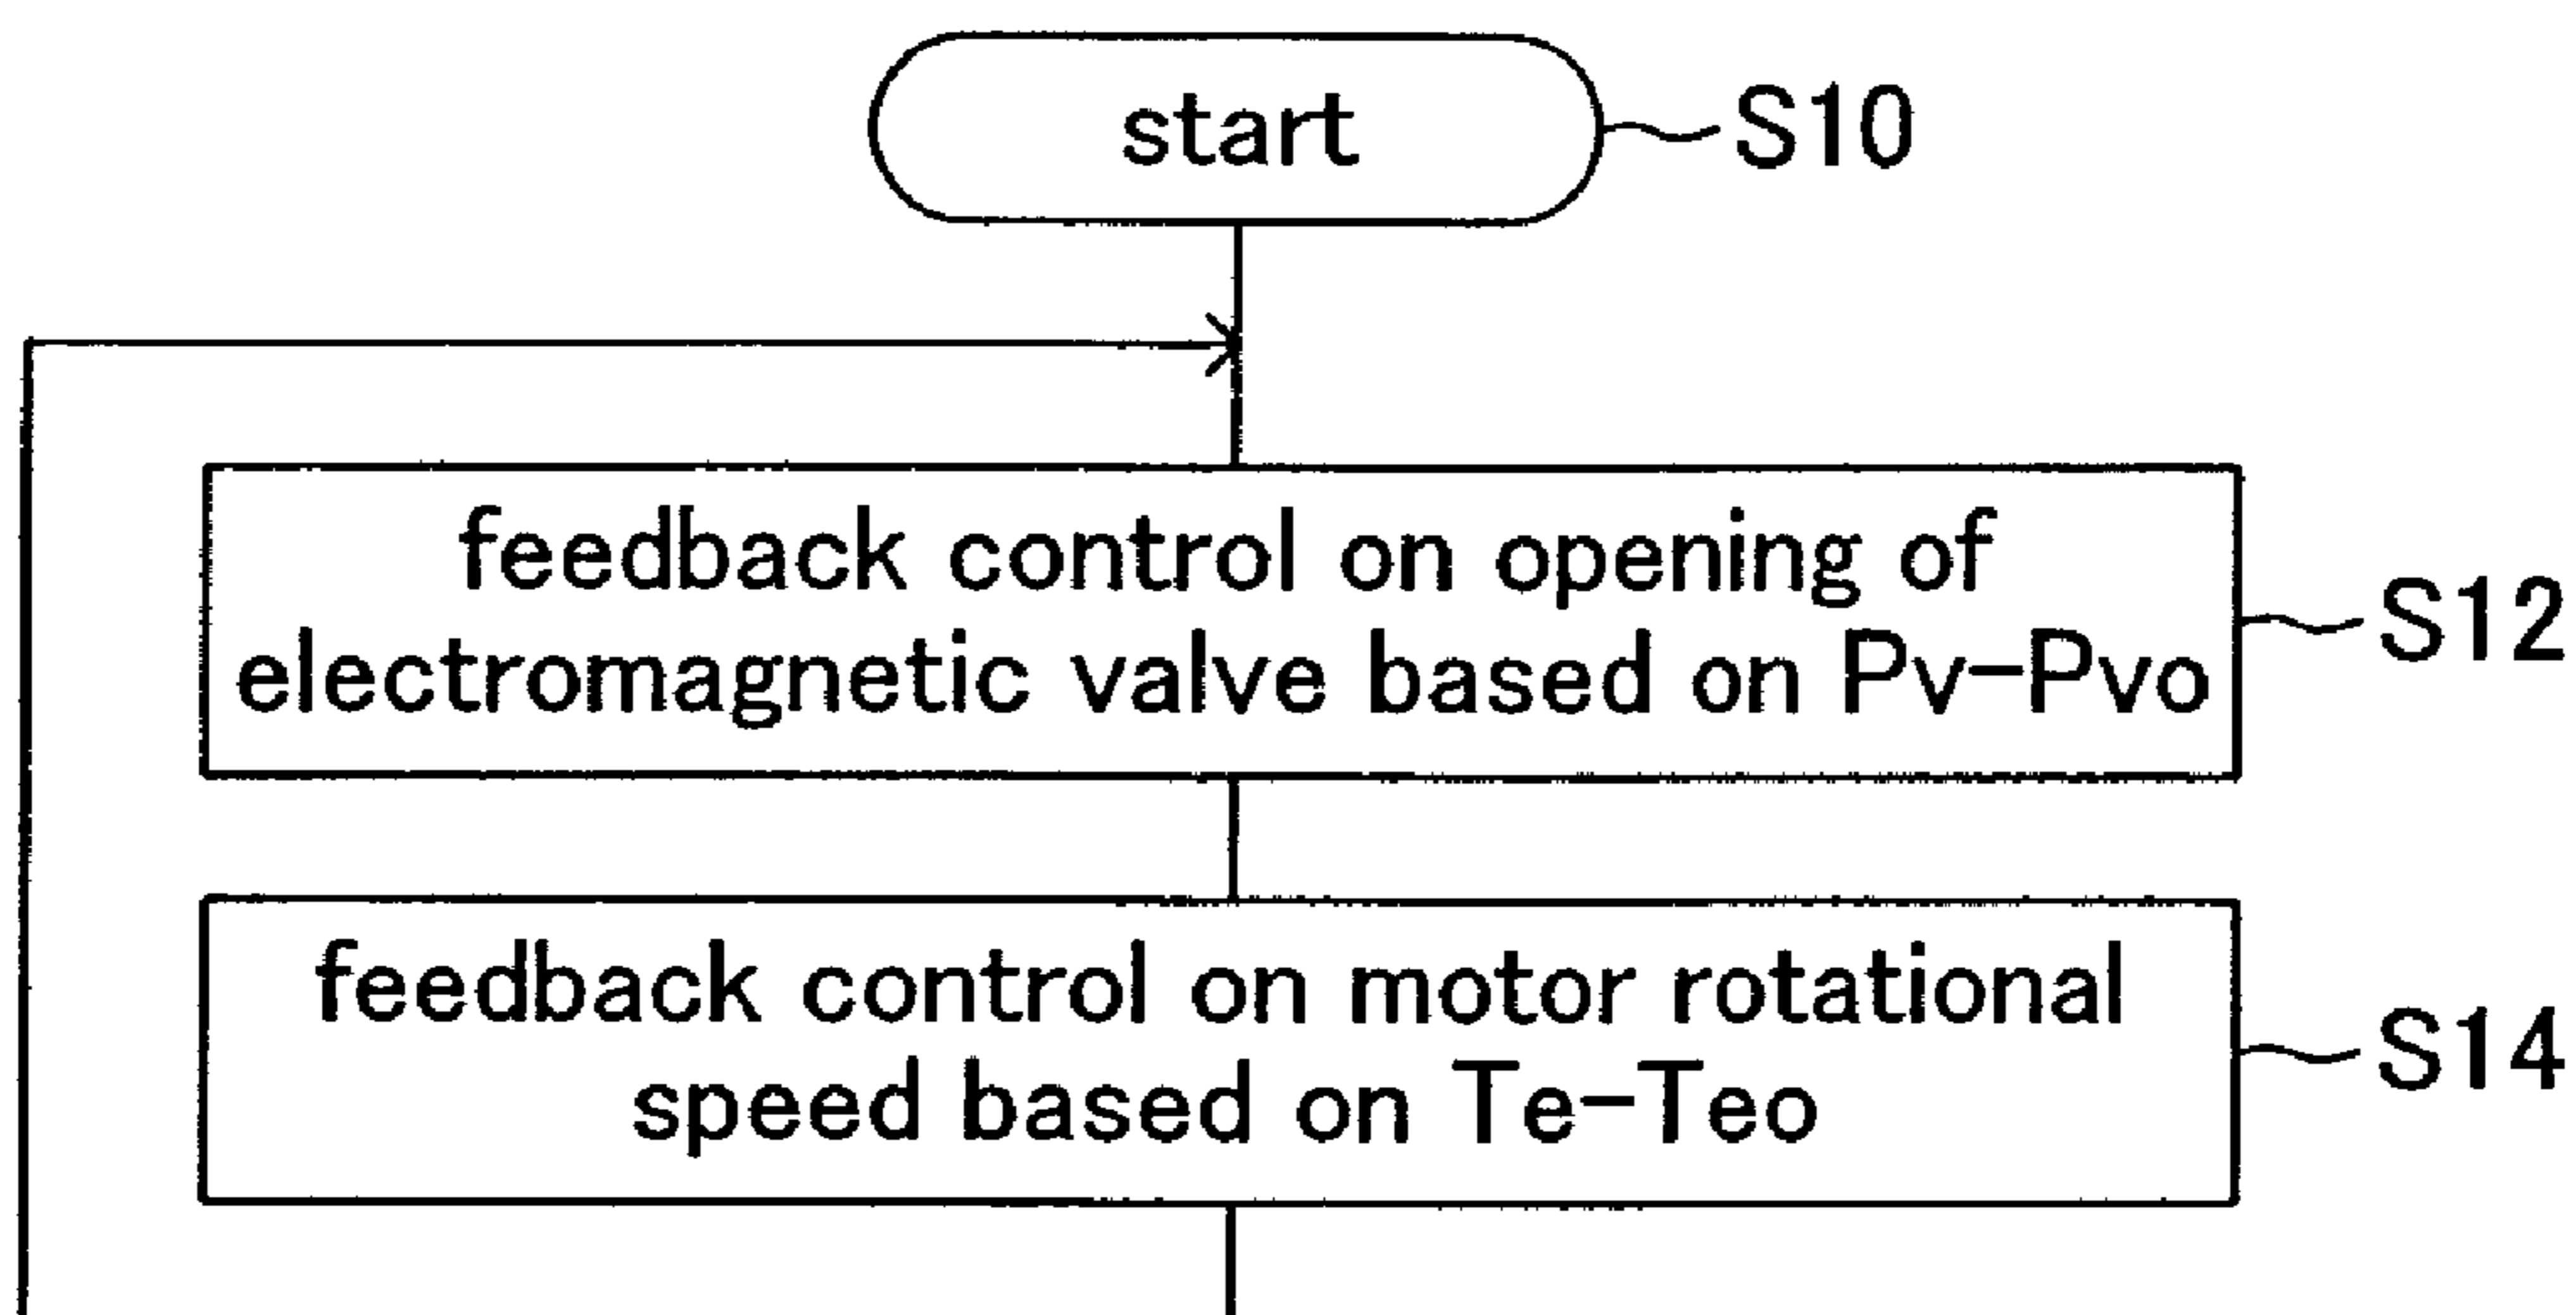 start
S10
feedback control on opening of
electromagnetic valve based on Pv-Pvo
S12
feedback control on motor rotational
speed based on Te-Teo
S14